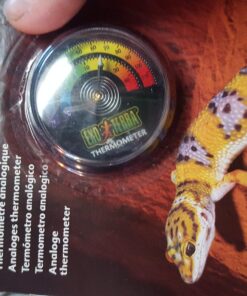 EXO TERRA
THERMOMETER
Thermomètre analogique
Analoges thermometer
Termómetro analógico
Termometro analogico
Analoge
thermometer